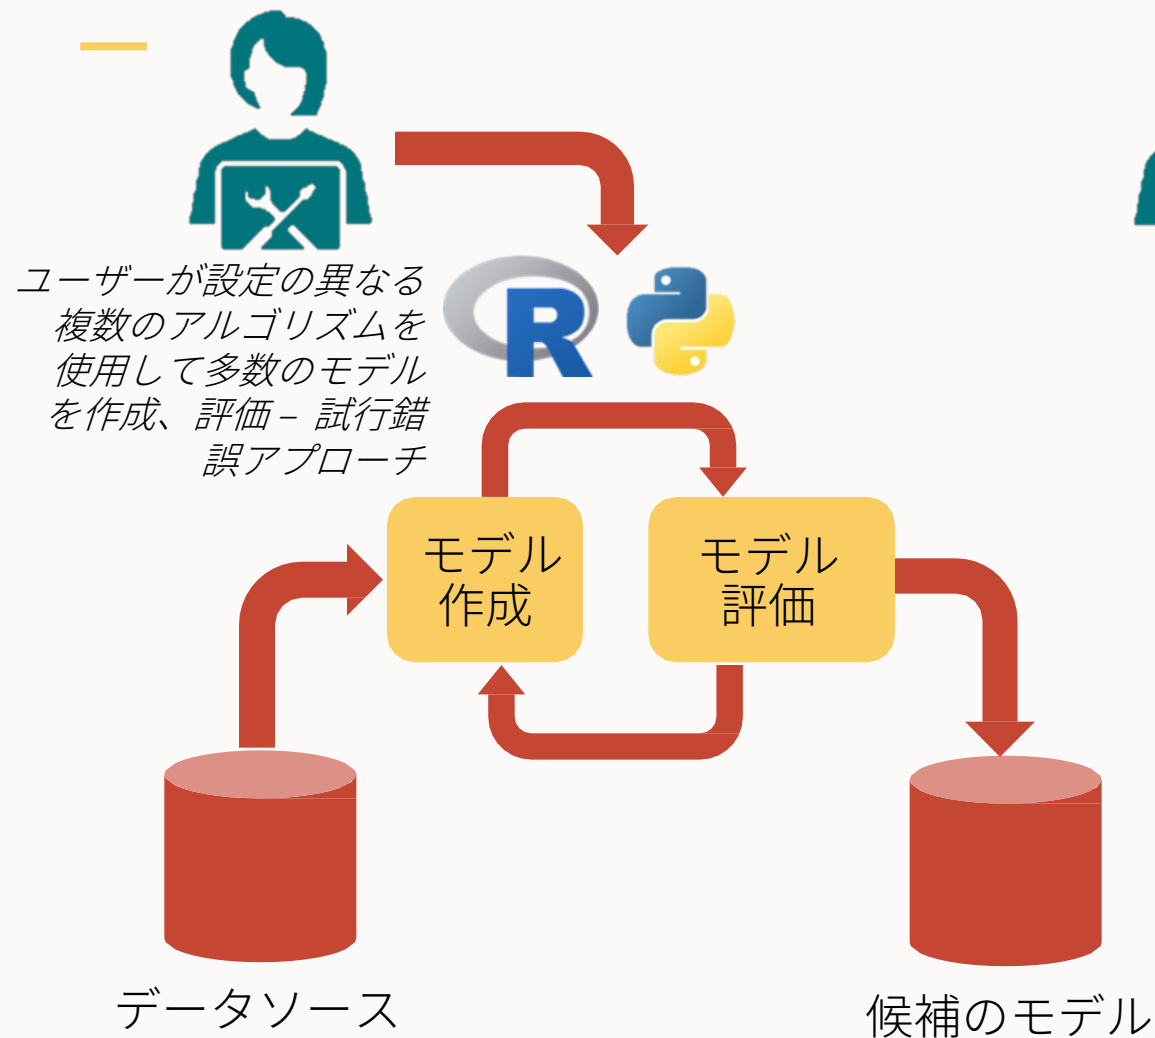 ユーザーが設定の異なる
複数のアルゴリズムを
使用して多数のモデル
を作成、評価 – 試行錯
誤アプローチ
R
モデル
作成
モデル
評価
データソース
候補のモデル